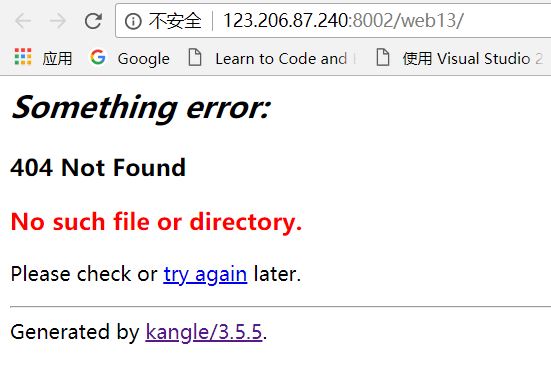 不安全 123.206.87.240:8002/web13/
应用 Google Learn to Code and 使用 Visual Studio 2
Something error:
404 Not Found
No such file or directory.
Please check or try again later.
Generated by kangle/3.5.5.